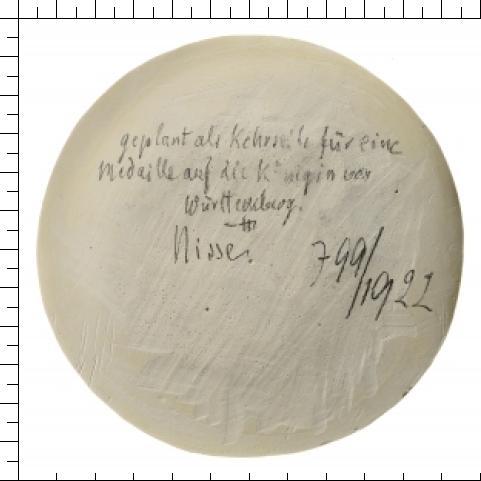 geplant als Kehrseite für eine
Medaille auf die Königin von
Württemberg.
Nisse.
799/
1922